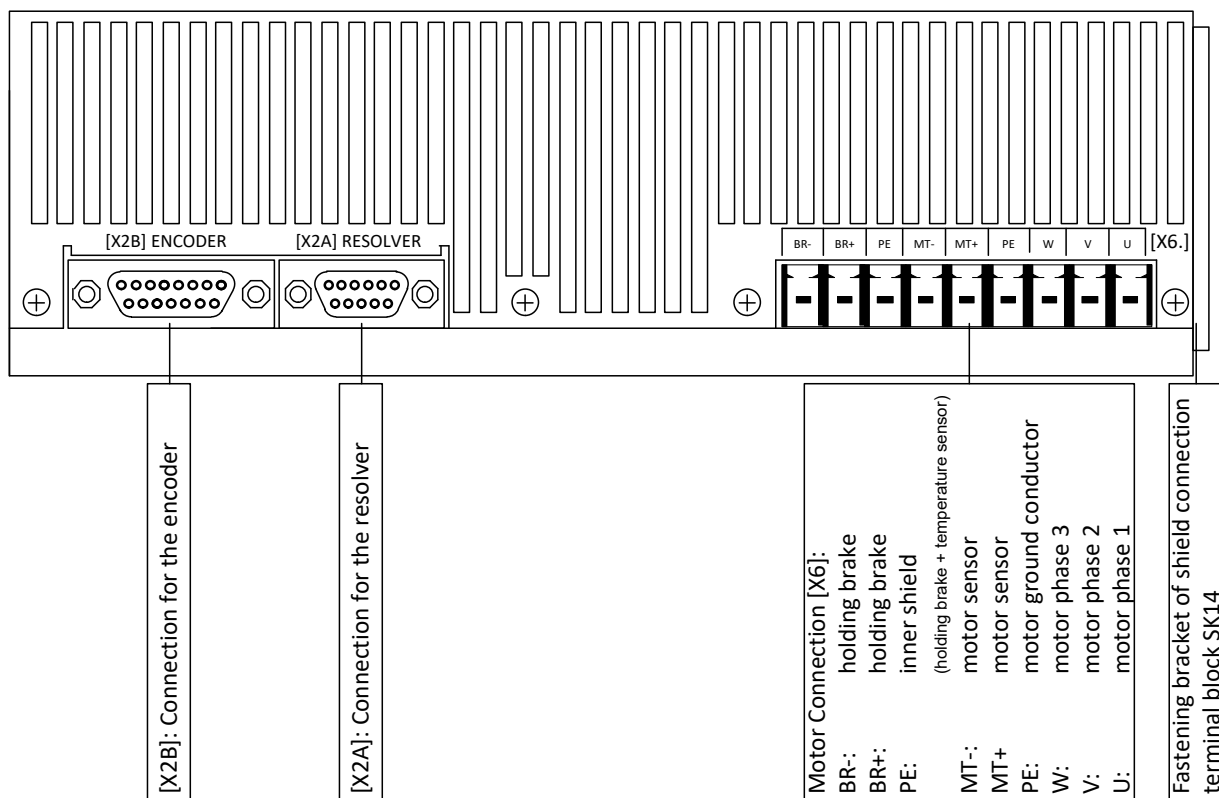 [X2B] ENCODER
[X2A] RESOLVER
BR-
BR+
PE
MT-
MT+
PE
W
V
U
[X6.]
[X2B]: Connection for the encoder
[X2A]: Connection for the resolver
Motor Connection [X6]:
BR-: holding brake
BR+: holding brake
PE: inner shield
(holding brake + temperature sensor)
MT-: motor sensor
MT+ motor sensor
PE: motor ground conductor
W: motor phase 3
V: motor phase 2
U: motor phase 1
Fastening bracket of shield connection
terminal block SK14